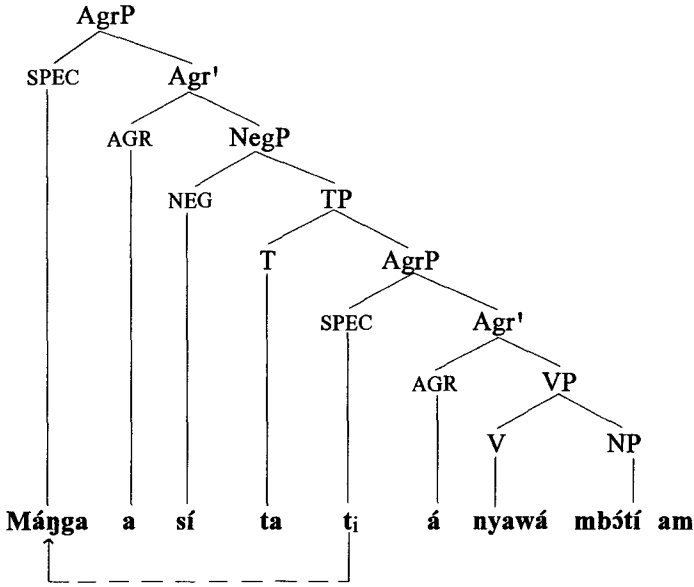 AgrP
SPEC Agr'
AGR NegP
NEG TP
T AgrP
SPEC Agr'
AGR VP
V NP
Máŋga a sí ta tᵢ á nyawá mbɔ́tí am